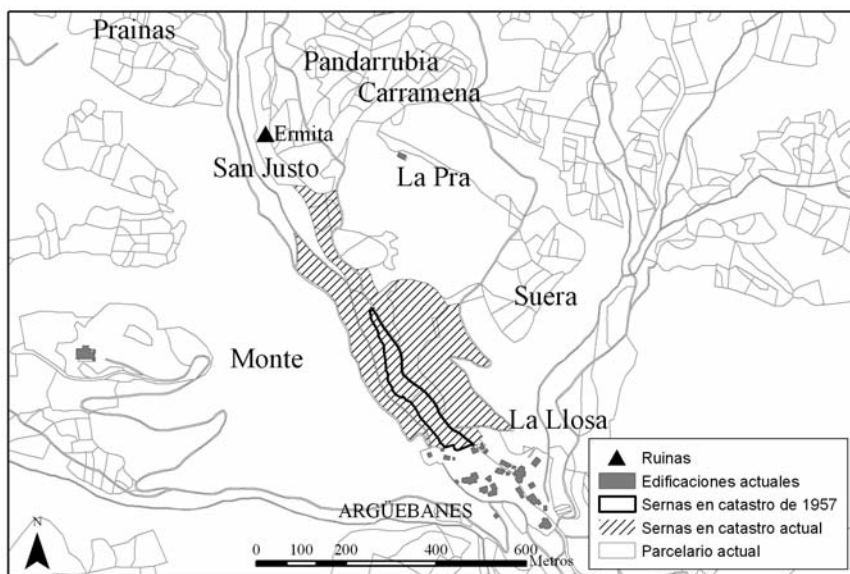 Prainas
Pandarrubia
Carramena
Ermita
San Justo
La Pra
Suera
Monte
La Llosa
ARGÜEBANES
N
0 200 400 600
Metros
Ruinas
Edificaciones actuales
Sernas en catastro de 1957
Sernas en catastro actual
Parcelario actual